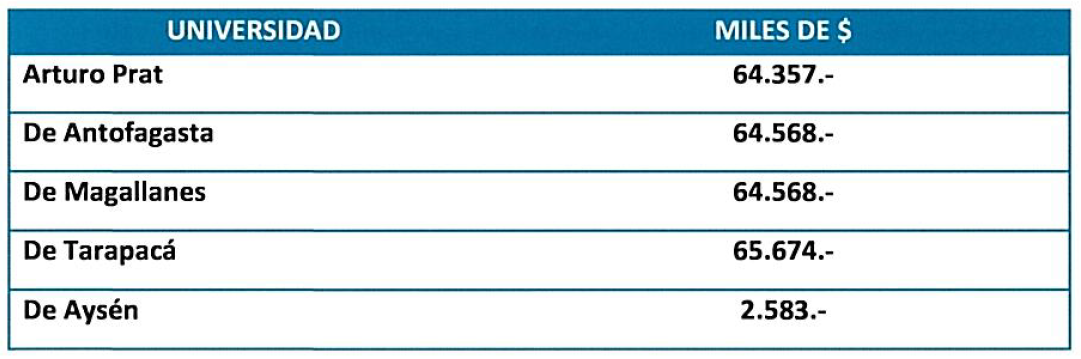 UNIVERSIDAD MILES DE $
Arturo Prat 64.357.-
De Antofagasta 64.568.-
De Magallanes 64.568.-
De Tarapacá 65.674.-
De Aysén 2.583.-